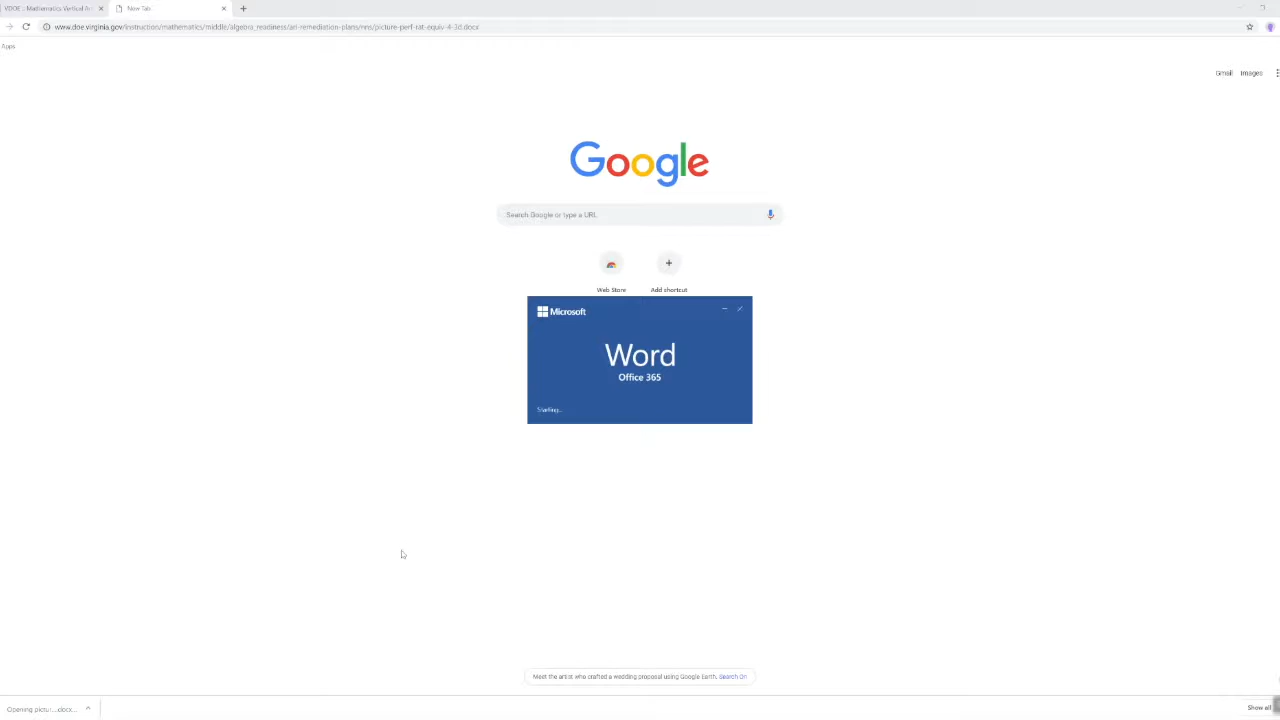 VDOE :: Mathematics Vertical Ar
New Tab
www.doe.virginia.gov/instruction/mathematics/middle/algebra_readiness/ari-remediation-plans/nns/picture-perf-rat-equiv-4-3d.docx
Apps
Gmail Images
Google
Search Google or type a URL
Web Store Add shortcut
Microsoft
Word
Office 365
Starting...
Meet the artist who crafted a wedding proposal using Google Earth. Search On
Opening pictur....docx...
Show all